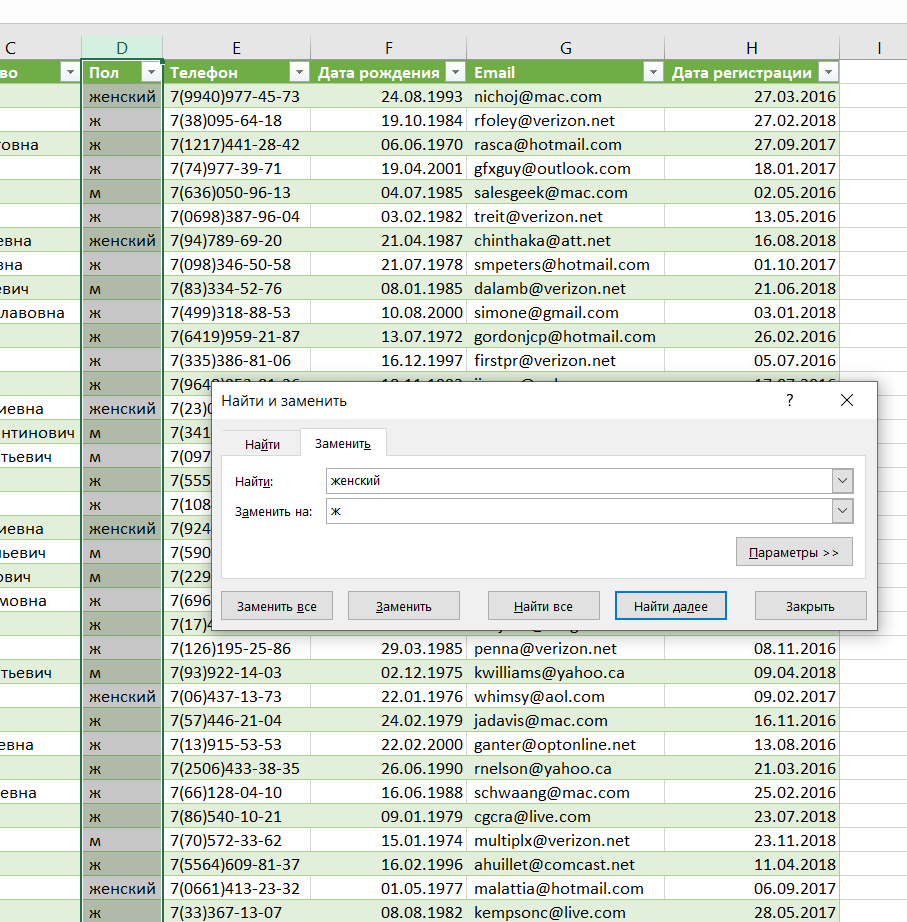 C D E F G H I
во Пол Телефон Дата рождения Email Дата регистрации
женский 7(9940)977-45-73 24.08.1993 nichoj@mac.com 27.03.2016
ж 7(38)095-64-18 19.10.1984 rfoley@verizon.net 27.02.2018
овна ж 7(1217)441-28-42 06.06.1970 rasca@hotmail.com 27.09.2017
ж 7(74)977-39-71 19.04.2001 gfxguy@outlook.com 18.01.2017
м 7(636)050-96-13 04.07.1985 salesgeek@mac.com 02.05.2016
ж 7(0698)387-96-04 03.02.1982 treit@verizon.net 13.05.2016
евна женский 7(94)789-69-20 21.04.1987 chinthaka@att.net 16.08.2018
вна ж 7(098)346-50-58 21.07.1978 smpeters@hotmail.com 01.10.2017
евич м 7(83)334-52-76 08.01.1985 dalamb@verizon.net 21.06.2018
лавовна ж 7(499)318-88-53 10.08.2000 simone@gmail.com 03.01.2018
ж 7(6419)959-21-87 13.07.1972 gordonjcp@hotmail.com 26.02.2016
ж 7(335)386-81-06 16.12.1997 firstpr@verizon.net 05.07.2016
ж
Найти и заменить ?
иевна женский 7(23)
нтинович м 7(341
Найти Заменить
тьевич м 7(097
ж 7(555
Найти: женский
ж 7(108
Заменить на: ж
иевна женский 7(924
ьевич м 7(590
Параметры >>
ович м 7(229
мовна ж 7(696
Заменить все Заменить Найти все Найти далее Закрыть
ж 7(17)
ж 7(126)195-25-86 29.03.1985 penna@verizon.net 08.11.2016
тьевич м 7(93)922-14-03 02.12.1975 kwilliams@yahoo.ca 09.04.2018
женский 7(06)437-13-73 22.01.1976 whimsy@aol.com 09.02.2017
ж 7(57)446-21-04 24.02.1979 jadavis@mac.com 16.11.2016
евна ж 7(13)915-53-53 22.02.2000 ganter@optonline.net 13.08.2016
ж 7(2506)433-38-35 26.06.1990 rnelson@yahoo.ca 21.03.2016
евна ж 7(66)128-04-10 16.06.1988 schwaang@mac.com 25.02.2016
ж 7(86)540-10-21 09.01.1979 cgcra@live.com 23.07.2018
м 7(70)572-33-62 15.01.1974 multiplx@verizon.net 23.11.2018
ж 7(5564)609-81-37 16.02.1996 ahuillet@comcast.net 11.04.2018
женский 7(0661)413-23-32 01.05.1977 malattia@hotmail.com 06.09.2017
ж 7(33)367-13-07 08.08.1982 kempsonc@live.com 28.05.2017